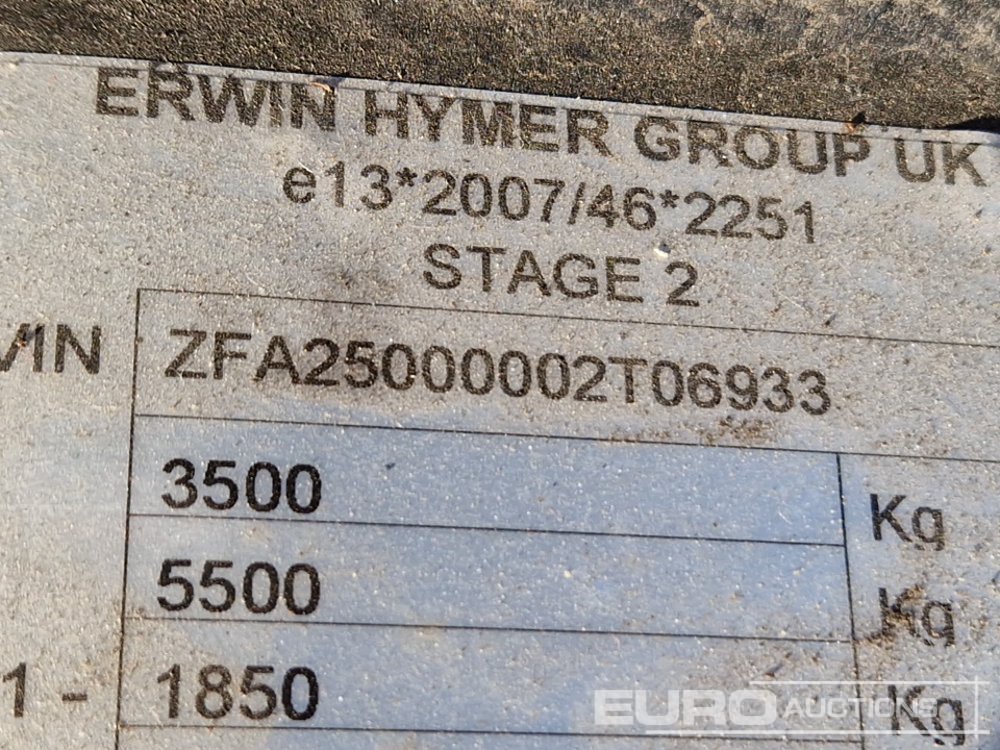 ERWIN HYMER GROUP UK
e13*2007/46*2251
STAGE 2
VIN ZFA25000002T06933
3500 Kg
5500 Kg
1 - 1850 Kg
EURO AUCTIONS